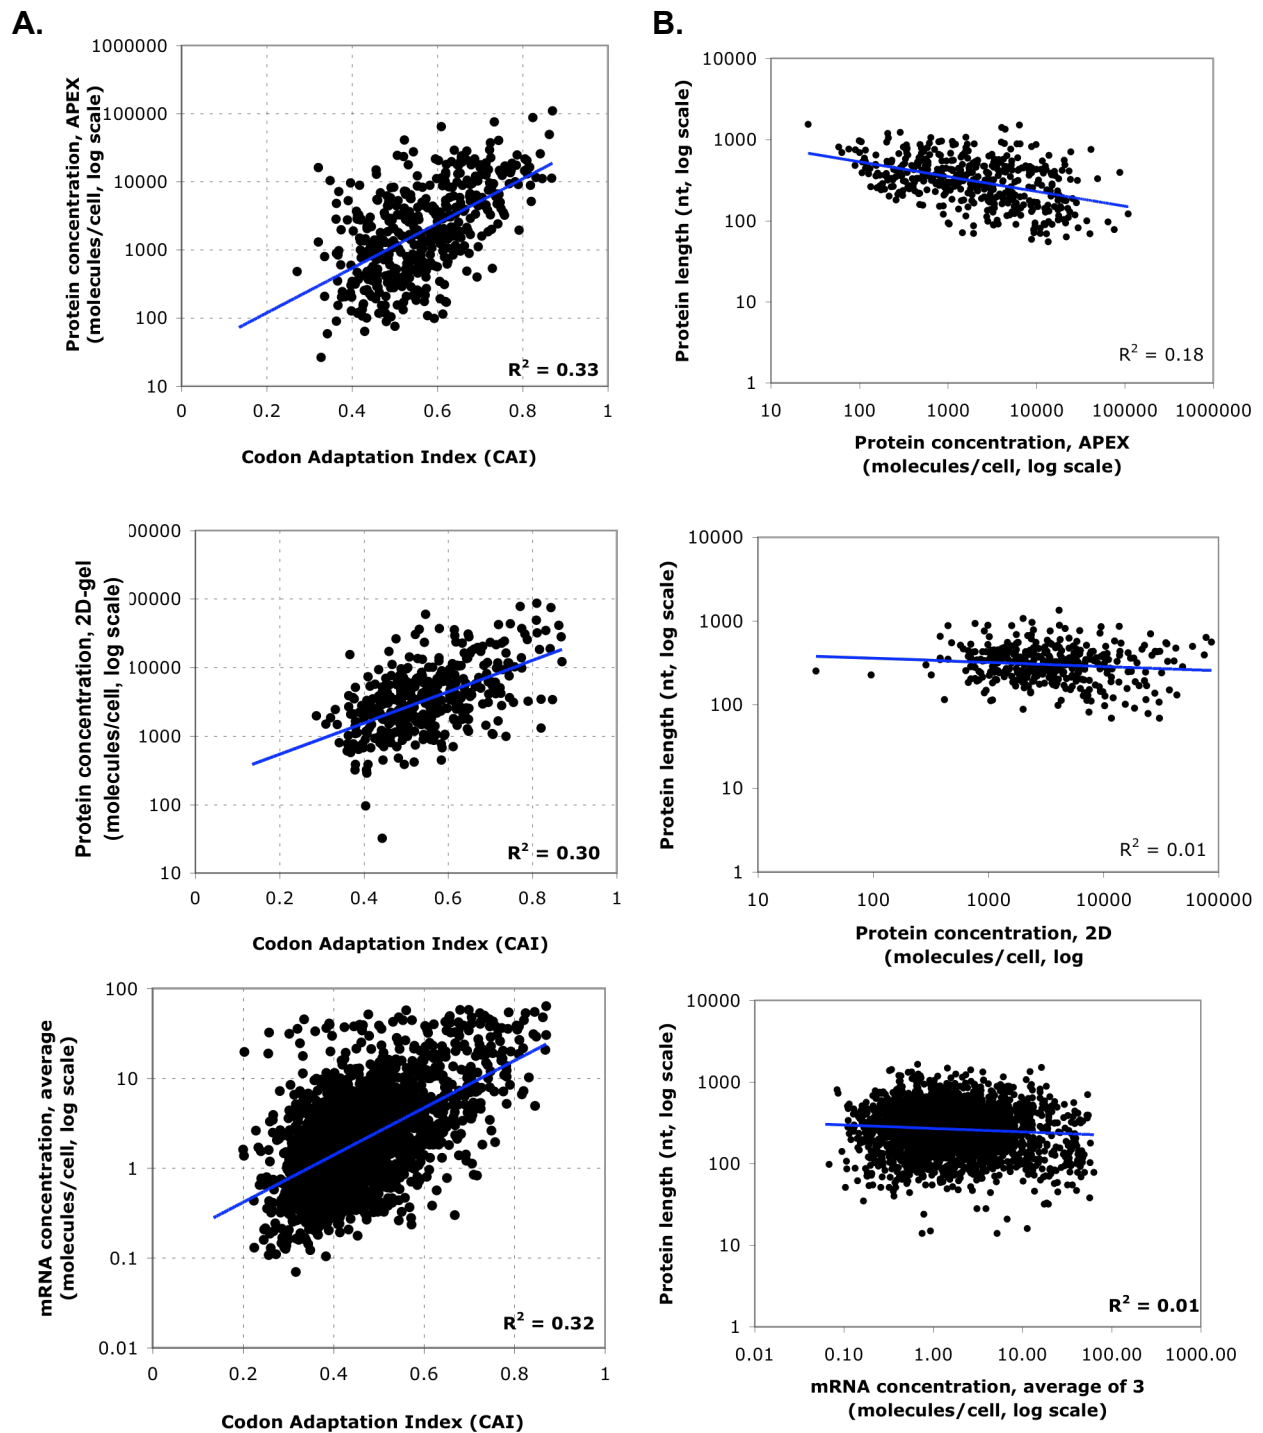 A.
B.
1000000
100000
10000
1000
100
10
Protein concentration, APEX
(molecules/cell, log scale)
R² = 0.33
0 0.2 0.4 0.6 0.8 1
Codon Adaptation Index (CAI)
10000
1000
100
10
1
Protein length (nt, log scale)
R² = 0.18
10 100 1000 10000 100000 1000000
Protein concentration, APEX
(molecules/cell, log scale)
00000
00000
10000
1000
100
10
Protein concentration, 2D-gel
(molecules/cell, log scale)
R² = 0.30
0 0.2 0.4 0.6 0.8 1
Codon Adaptation Index (CAI)
10000
1000
100
10
1
Protein length (nt, log scale)
R² = 0.01
10 100 1000 10000 100000
Protein concentration, 2D
(molecules/cell, log
100
10
1
0.1
0.01
mRNA concentration, average
(molecules/cell, log scale)
R² = 0.32
0 0.2 0.4 0.6 0.8 1
Codon Adaptation Index (CAI)
10000
1000
100
10
1
Protein length (nt, log scale)
R² = 0.01
0.01 0.10 1.00 10.00 100.00 1000.00
mRNA concentration, average of 3
(molecules/cell, log scale)